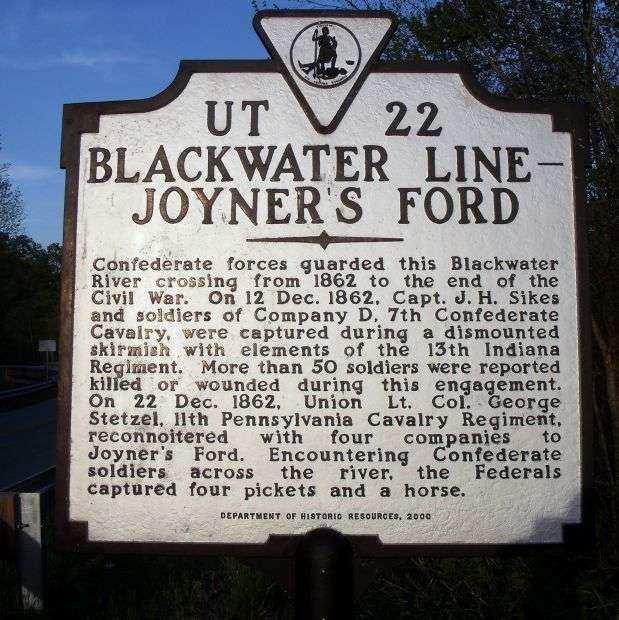 UT 22
BLACKWATER LINE—
JOYNER'S FORD
Confederate forces guarded this Blackwater
River crossing from 1862 to the end of the
Civil War. On 12 Dec. 1862, Capt. J. H. Sikes
and soldiers of Company D, 7th Confederate
Cavalry, were captured during a dismounted
skirmish with elements of the 13th Indiana
Regiment. More than 50 soldiers were reported
killed or wounded during this engagement.
On 22 Dec. 1862, Union Lt. Col. George
Stetzel, 11th Pennsylvania Cavalry Regiment,
reconnoitered with four companies to
Joyner's Ford. Encountering Confederate
soldiers across the river, the Federals
captured four pickets and a horse.
DEPARTMENT OF HISTORIC RESOURCES, 2000